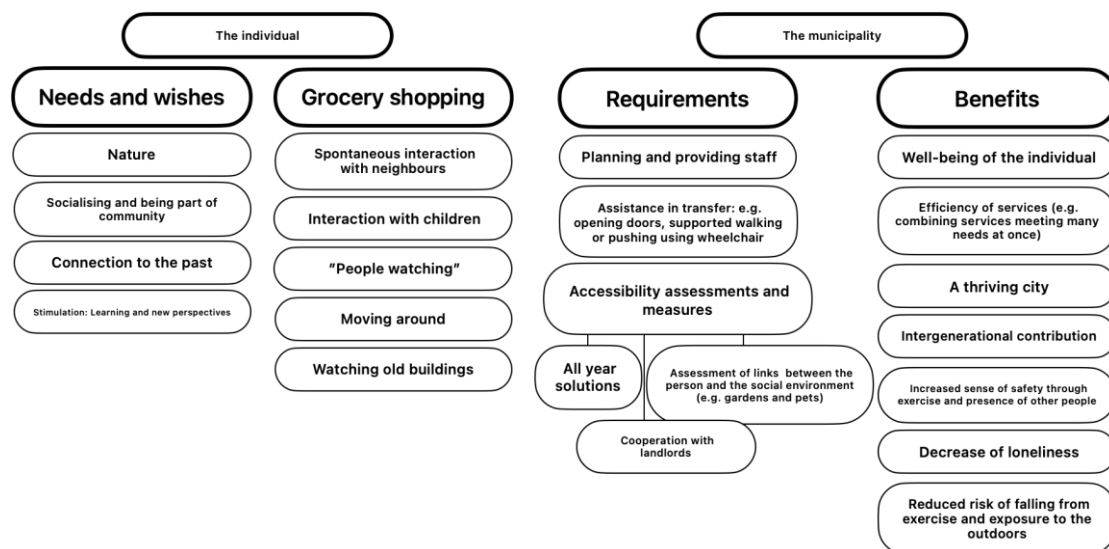 The individual
Needs and wishes
Nature
Socialising and being part of
community
Connection to the past
Stimulation: Learning and new perspectives
Grocery shopping
Spontaneous interaction
with neighbours
Interaction with children
"People watching"
Moving around
Watching old buildings
The municipality
Requirements
Planning and providing staff
Assistance in transfer: e.g.
opening doors, supported walking
or pushing using wheelchair
Accessibility assessments and
measures
All year
solutions
Assessment of links between the
person and the social environment
(e.g. gardens and pets)
Cooperation with
landlords
Benefits
Well-being of the individual
Efficiency of services (e.g.
combining services meeting many
needs at once)
A thriving city
Intergenerational contribution
Increased sense of safety through
exercise and presence of other people
Decrease of loneliness
Reduced risk of falling from
exercise and exposure to the
outdoors